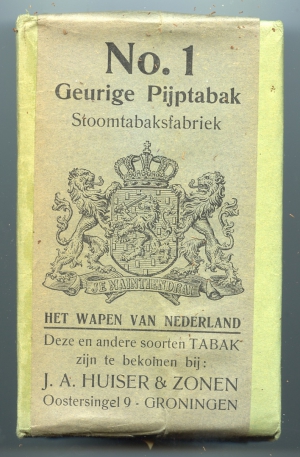 No. 1
Geurige Pijptabak
Stoomtabaksfabriek
JE MAINTIENDRAI
HET WAPEN VAN NEDERLAND
Deze en andere soorten TABAK
zijn te bekomen bij:
J. A. HUISER & ZONEN
Oostersingel 9 - GRONINGEN